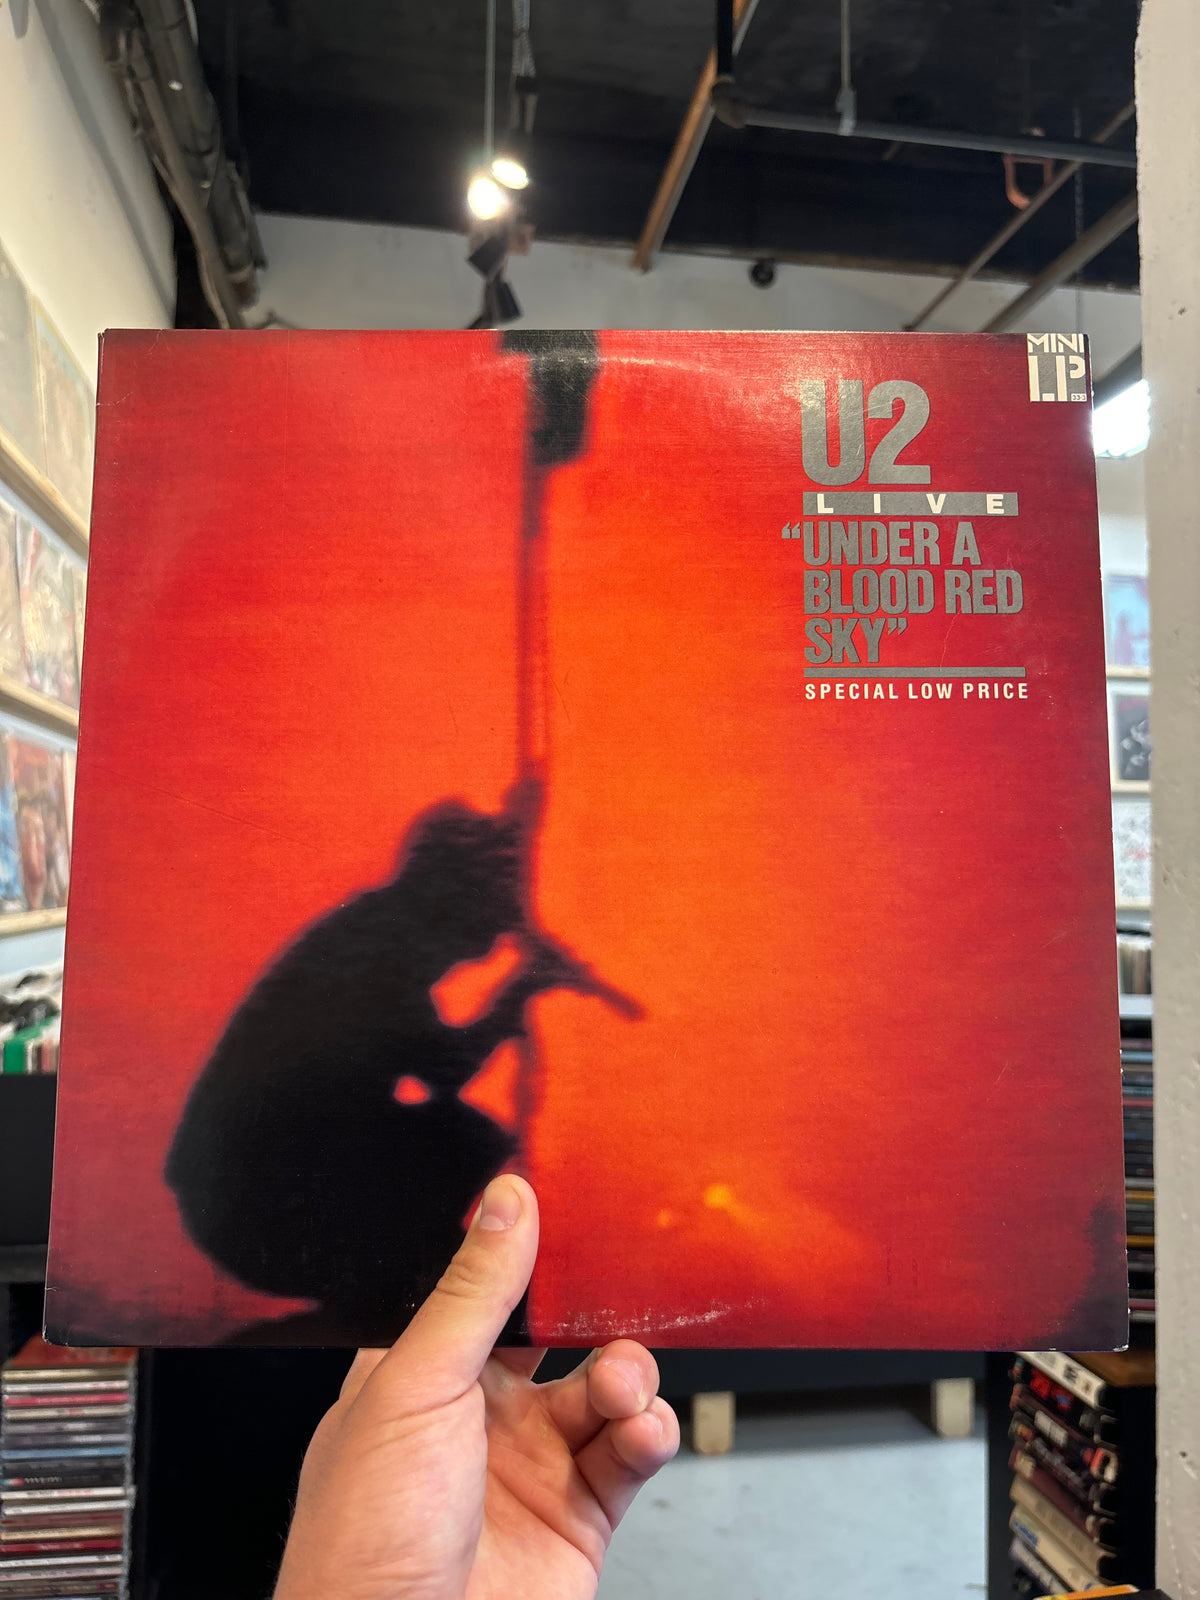 MINI
LP
33⅓
U2
LIVE
"UNDER A
BLOOD RED
SKY"
SPECIAL LOW PRICE